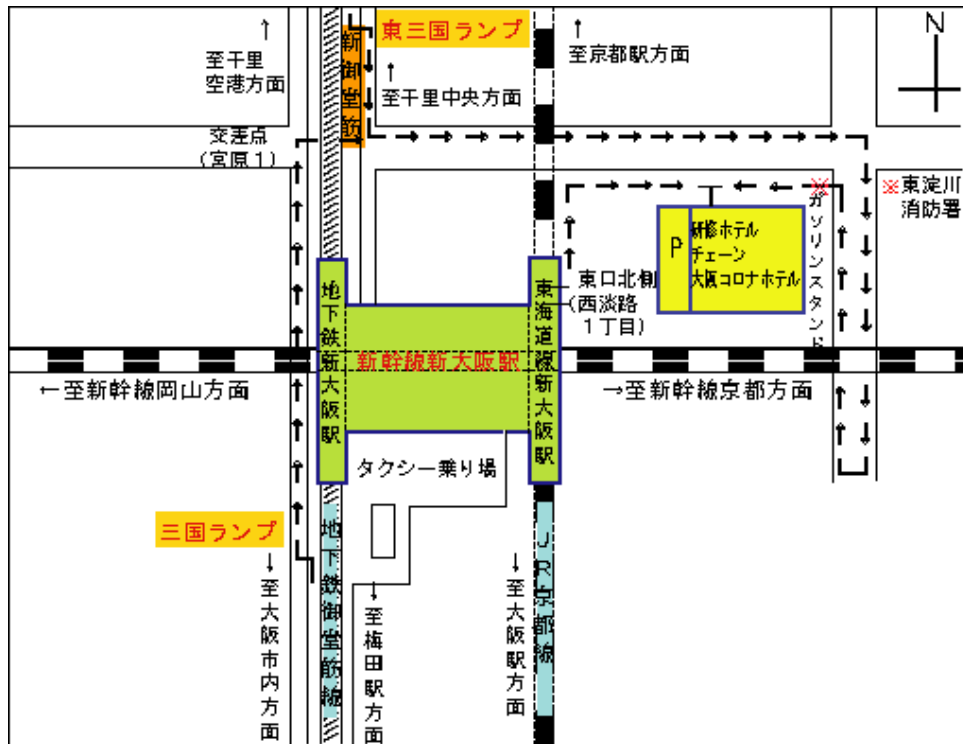 東三国ランプ
N
至千里
空港方面
新御堂筋
至京都駅方面
至千里中央方面
交差点
(宮原1)
※東淀川
消防署
※
ガソリンスタンド
P
研修ホテル
チェーン
大阪コロナホテル
東口北側
(西淡路
1丁目)
地下鉄新大阪駅
東海道線新大阪駅
新幹線新大阪駅
←至新幹線岡山方面
→至新幹線京都方面
タクシー乗り場
三国ランプ
地下鉄御堂筋線
JR京都線
至大阪市内方面
至梅田駅方面
至大阪駅方面